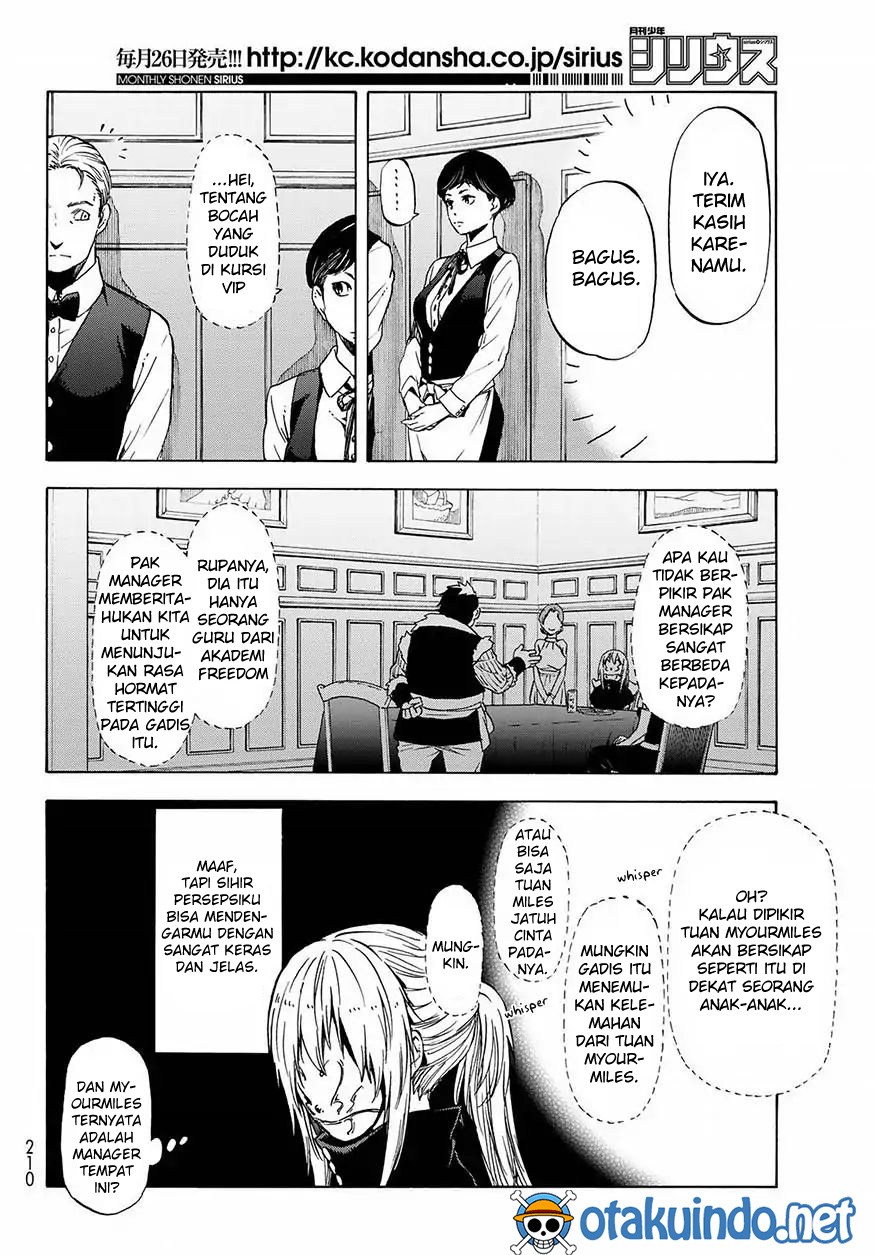 毎月26日発売!!! http://kc.kodansha.co.jp/sirius
MONTHLY SHONEN SIRIUS
月刊少年
シリウス
IYA.
TERIM
KASIH
KARE-
NAMU.
BAGUS.
BAGUS.
......
...HEI,
TENTANG
BOCAH
YANG
DUDUK
DI KURSI
VIP
APA KAU
TIDAK BER-
PIKIR PAK
MANAGER
BERSIKAP
SANGAT
BERBEDA
KEPADA-
NYA?
RUPANYA,
DIA ITU
HANYA
SEORANG
GURU DARI
AKADEMI
FREEDOM
PAK
MANAGER
MEMBERITA-
HUKAN KITA
UNTUK
MENUNJU-
KAN RASA
HORMAT
TERTINGGI
PADA GADIS
ITU.
OH?
KALAU DIPIKIR
TUAN MYOURMILES
AKAN BERSIKAP
SEPERTI ITU DI
DEKAT SEORANG
ANAK-ANAK...
whisper
MUNGKIN
GADIS ITU
MENEMU-
KAN KELE-
MAHAN
DARI TUAN
MYOUR-
MILES.
ATAU
BISA
SAJA
TUAN
MILES
JATUH
CINTA
PADA-
NYA.
whisper
MUNG-
KIN.
MAAF,
TAPI SIHIR
PERSEPSIKU
BISA MENDEN-
GARMU DENGAN
SANGAT KERAS
DAN JELAS.
DAN MY-
OURMILES
TERNYATA
ADALAH
MANAGER
TEMPAT
INI?
210
otakuindo.net